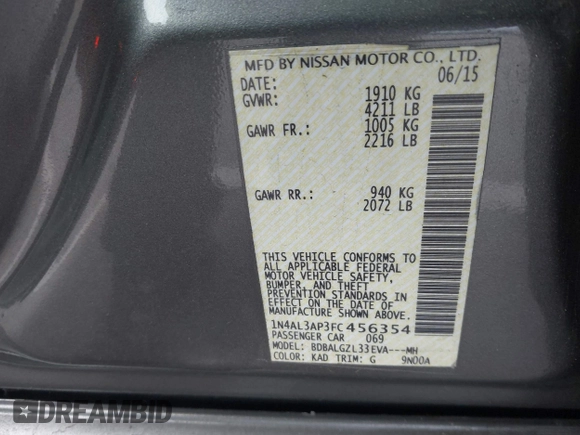 MFD BY NISSAN MOTOR CO., LTD.
DATE: 06/15
GVWR: 1910 KG
4211 LB
GAWR FR.: 1005 KG
2216 LB
GAWR RR.: 940 KG
2072 LB
THIS VEHICLE CONFORMS TO
ALL APPLICABLE FEDERAL
MOTOR VEHICLE SAFETY,
BUMPER, AND THEFT
PREVENTION STANDARDS IN
EFFECT ON THE DATE OF
MANUFACTURE SHOWN ABOVE.
1N4AL3AP3FC456354
PASSENGER CAR 069
MODEL: BDBALGZL33EVA---MH
COLOR: KAD TRIM: G 9N00A
DREAMBID